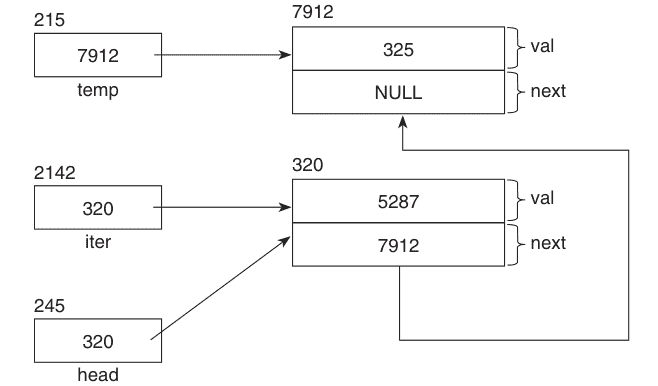 215
7912
temp
7912
325
val
NULL
next
2142
320
iter
320
5287
val
7912
next
245
320
head